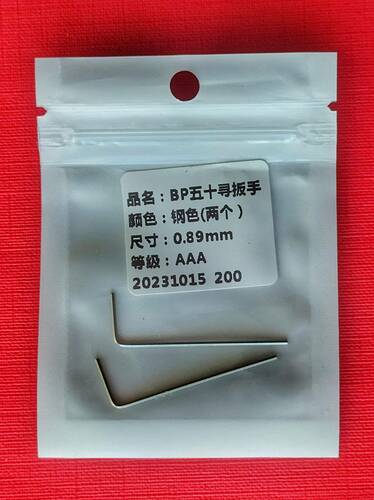 品名：BP五十寻扳手
颜色：钢色(两个)
尺寸：0.89mm
等级：AAA
20231015 200